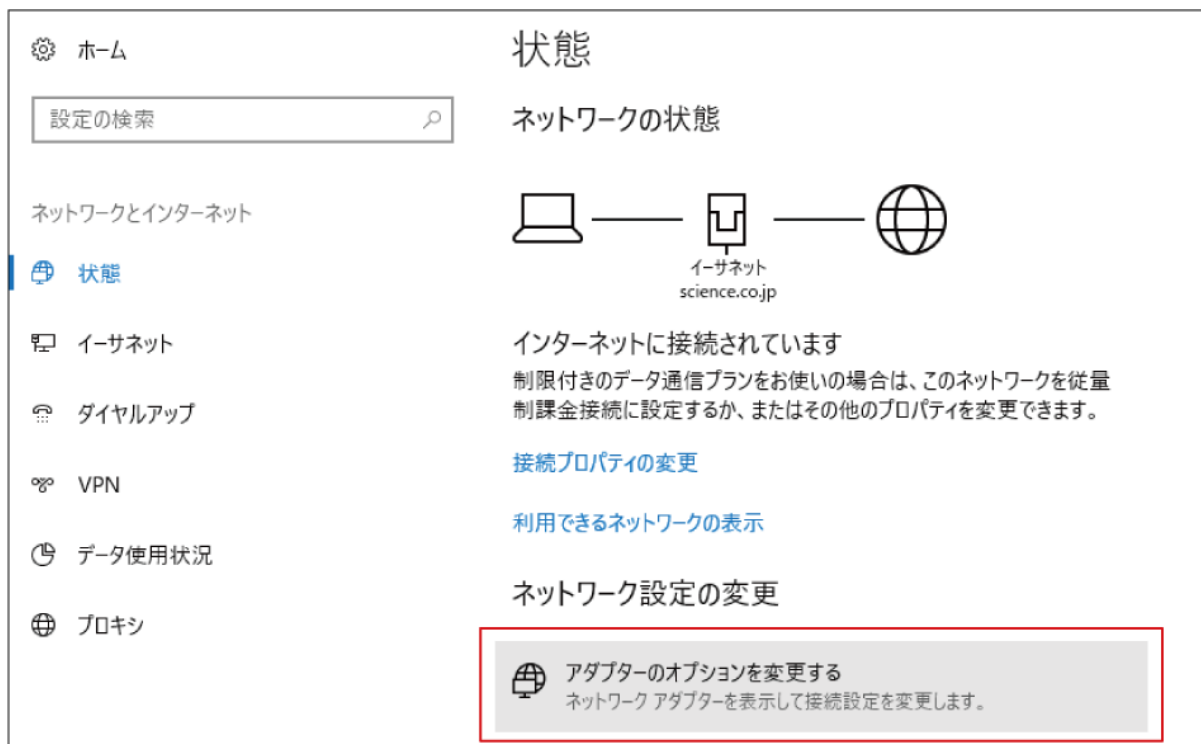 ホーム
設定の検索
ネットワークとインターネット
状態
イーサネット
ダイヤルアップ
VPN
データ使用状況
プロキシ
状態
ネットワークの状態
イーサネット
science.co.jp
インターネットに接続されています
制限付きのデータ通信プランをお使いの場合は、このネットワークを従量
制課金接続に設定するか、またはその他のプロパティを変更できます。
接続プロパティの変更
利用できるネットワークの表示
ネットワーク設定の変更
アダプターのオプションを変更する
ネットワーク アダプターを表示して接続設定を変更します。